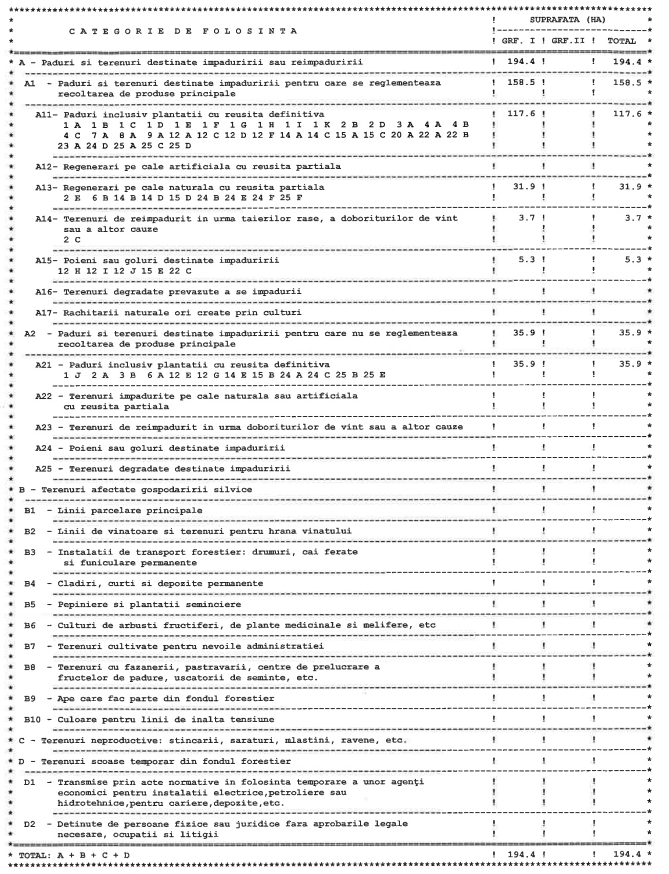 ! SUPRAFATA (HA) *
* C A T E G O R I E D E F O L O S I N T A !
* ! GRF. I ! GRF.II ! TOTAL *
* A - Paduri si terenuri destinate impaduririi sau reimpaduririi ! 194.4 ! ! 194.4 *
* A1 - Paduri si terenuri destinate impaduririi pentru care se reglementeaza ! 158.5 ! ! 158.5 *
* recoltarea de produse principale ! ! ! *
* A11- Paduri inclusiv plantatii cu reusita definitiva ! 117.6 ! ! 117.6 *
* 1 A 1 B 1 C 1 D 1 E 1 F 1 G 1 H 1 I 1 K 2 B 2 D 3 A 4 A 4 B ! ! ! *
* 4 C 7 A 8 A 9 A 12 A 12 C 12 D 12 F 14 A 14 C 15 A 15 C 20 A 22 A 22 B ! ! ! *
* 23 A 24 D 25 A 25 C 25 D ! ! ! *
* A12- Regenerari pe cale artificiala cu reusita partiala ! ! ! *
* A13- Regenerari pe cale naturala cu reusita partiala ! 31.9 ! ! 31.9 *
* 2 E 6 B 14 B 14 D 15 D 24 B 24 E 24 F 25 F ! ! ! *
* A14- Terenuri de reimpadurit in urma taierilor rase, a doboriturilor de vint ! 3.7 ! ! 3.7 *
* sau a altor cauze ! ! ! *
* 2 C ! ! ! *
* A15- Poieni sau goluri destinate impaduririi ! 5.3 ! ! 5.3 *
* 12 H 12 I 12 J 15 E 22 C ! ! ! *
* A16- Terenuri degradate prevazute a se impadurii ! ! ! *
* A17- Rachitarii naturale ori create prin culturi ! ! ! *
* A2 - Paduri si terenuri destinate impaduririi pentru care nu se reglementeaza ! 35.9 ! ! 35.9 *
* recoltarea de produse principale ! ! ! *
* A21 - Paduri inclusiv plantatii cu reusita definitiva ! 35.9 ! ! 35.9 *
* 1 J 2 A 3 B 6 A 12 E 12 G 14 E 15 B 24 A 24 C 25 B 25 E ! ! ! *
* A22 - Terenuri impadurite pe cale naturala sau artificiala ! ! ! *
* cu reusita partiala ! ! ! *
* A23 - Terenuri de reimpadurit in urma doboriturilor de vint sau a altor cauze ! ! ! *
* A24 - Poieni sau goluri destinate impaduririi ! ! ! *
* A25 - Terenuri degradate destinate impaduririi ! ! ! *
* B - Terenuri afectate gospodaririi silvice ! ! ! *
* B1 - Linii parcelare principale ! ! ! *
* B2 - Linii de vinatoare si terenuri pentru hrana vinatului ! ! ! *
* B3 - Instalatii de transport forestier: drumuri, cai ferate ! ! ! *
* si funiculare permanente ! ! ! *
* B4 - Cladiri, curti si depozite permanente ! ! ! *
* B5 - Pepiniere si plantatii seminciere ! ! ! *
* B6 - Culturi de arbusti fructiferi, de plante medicinale si melifere, etc ! ! ! *
* B7 - Terenuri cultivate pentru nevoile administratiei ! ! ! *
* B8 - Terenuri cu fazanerii, pastravarii, centre de prelucrare a ! ! ! *
* fructelor de padure, uscatorii de seminte, etc. ! ! ! *
* B9 - Ape care fac parte din fondul forestier ! ! ! *
* B10 - Culoare pentru linii de inalta tensiune ! ! ! *
* C - Terenuri neproductive: stincarii, saraturi, mlastini, ravene, etc. ! ! ! *
* D - Terenuri scoase temporar din fondul forestier ! ! ! *
* D1 - Transmise prin acte normative in folosinta temporare a unor agenţi ! ! ! *
* economici pentru instalatii electrice,petroliere sau ! ! ! *
* hidrotehnice,pentru cariere,depozite,etc. ! ! ! *
* D2 - Detinute de persoane fizice sau juridice fara aprobarile legale ! ! ! *
* necesare, ocupatii si litigii ! ! ! *
* TOTAL: A + B + C + D ! 194.4 ! ! 194.4 *